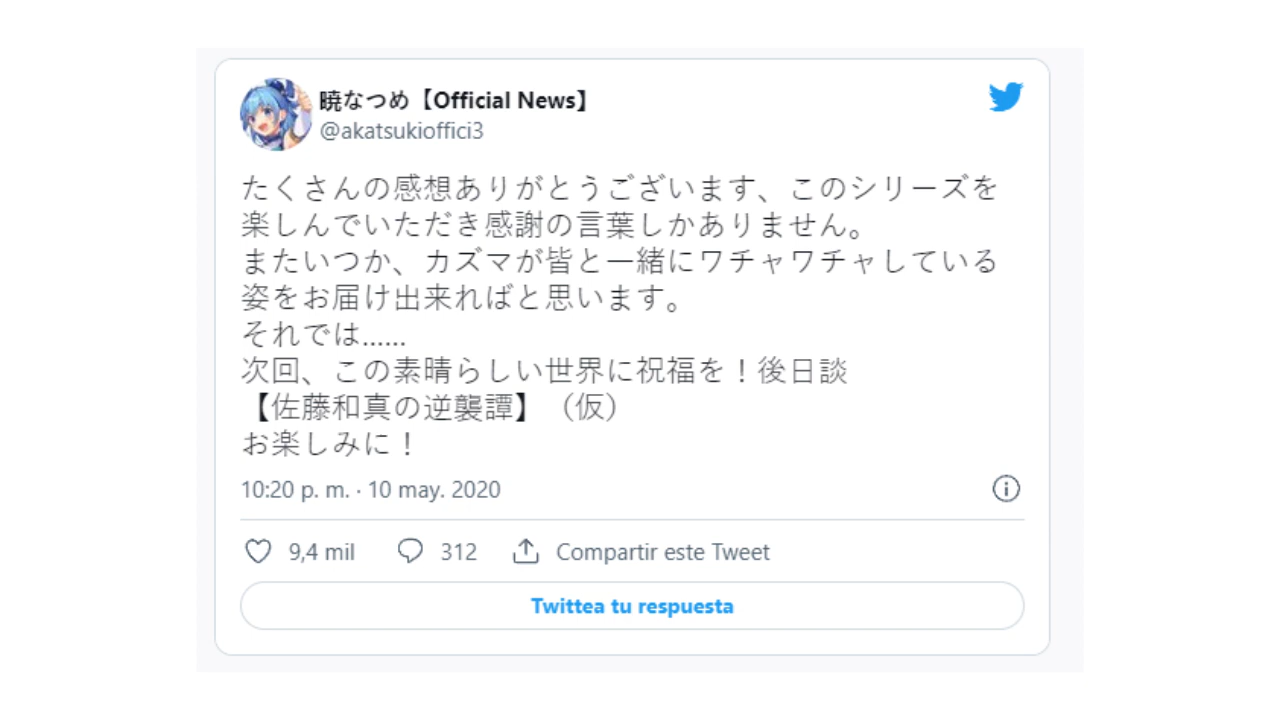 暁なつめ【Official News】
@akatsukioffici3
たくさんの感想ありがとうございます、このシリーズを
楽しんでいただき感謝の言葉しかありません。
またいつか、カズマが皆と一緒にワチャワチャしている
姿をお届け出来ればと思います。
それでは……
次回、この素晴らしい世界に祝福を！後日談
【佐藤和真の逆襲譚】（仮）
お楽しみに！
10:20 p. m. · 10 may. 2020
9,4 mil 312 Compartir este Tweet
Twittea tu respuesta